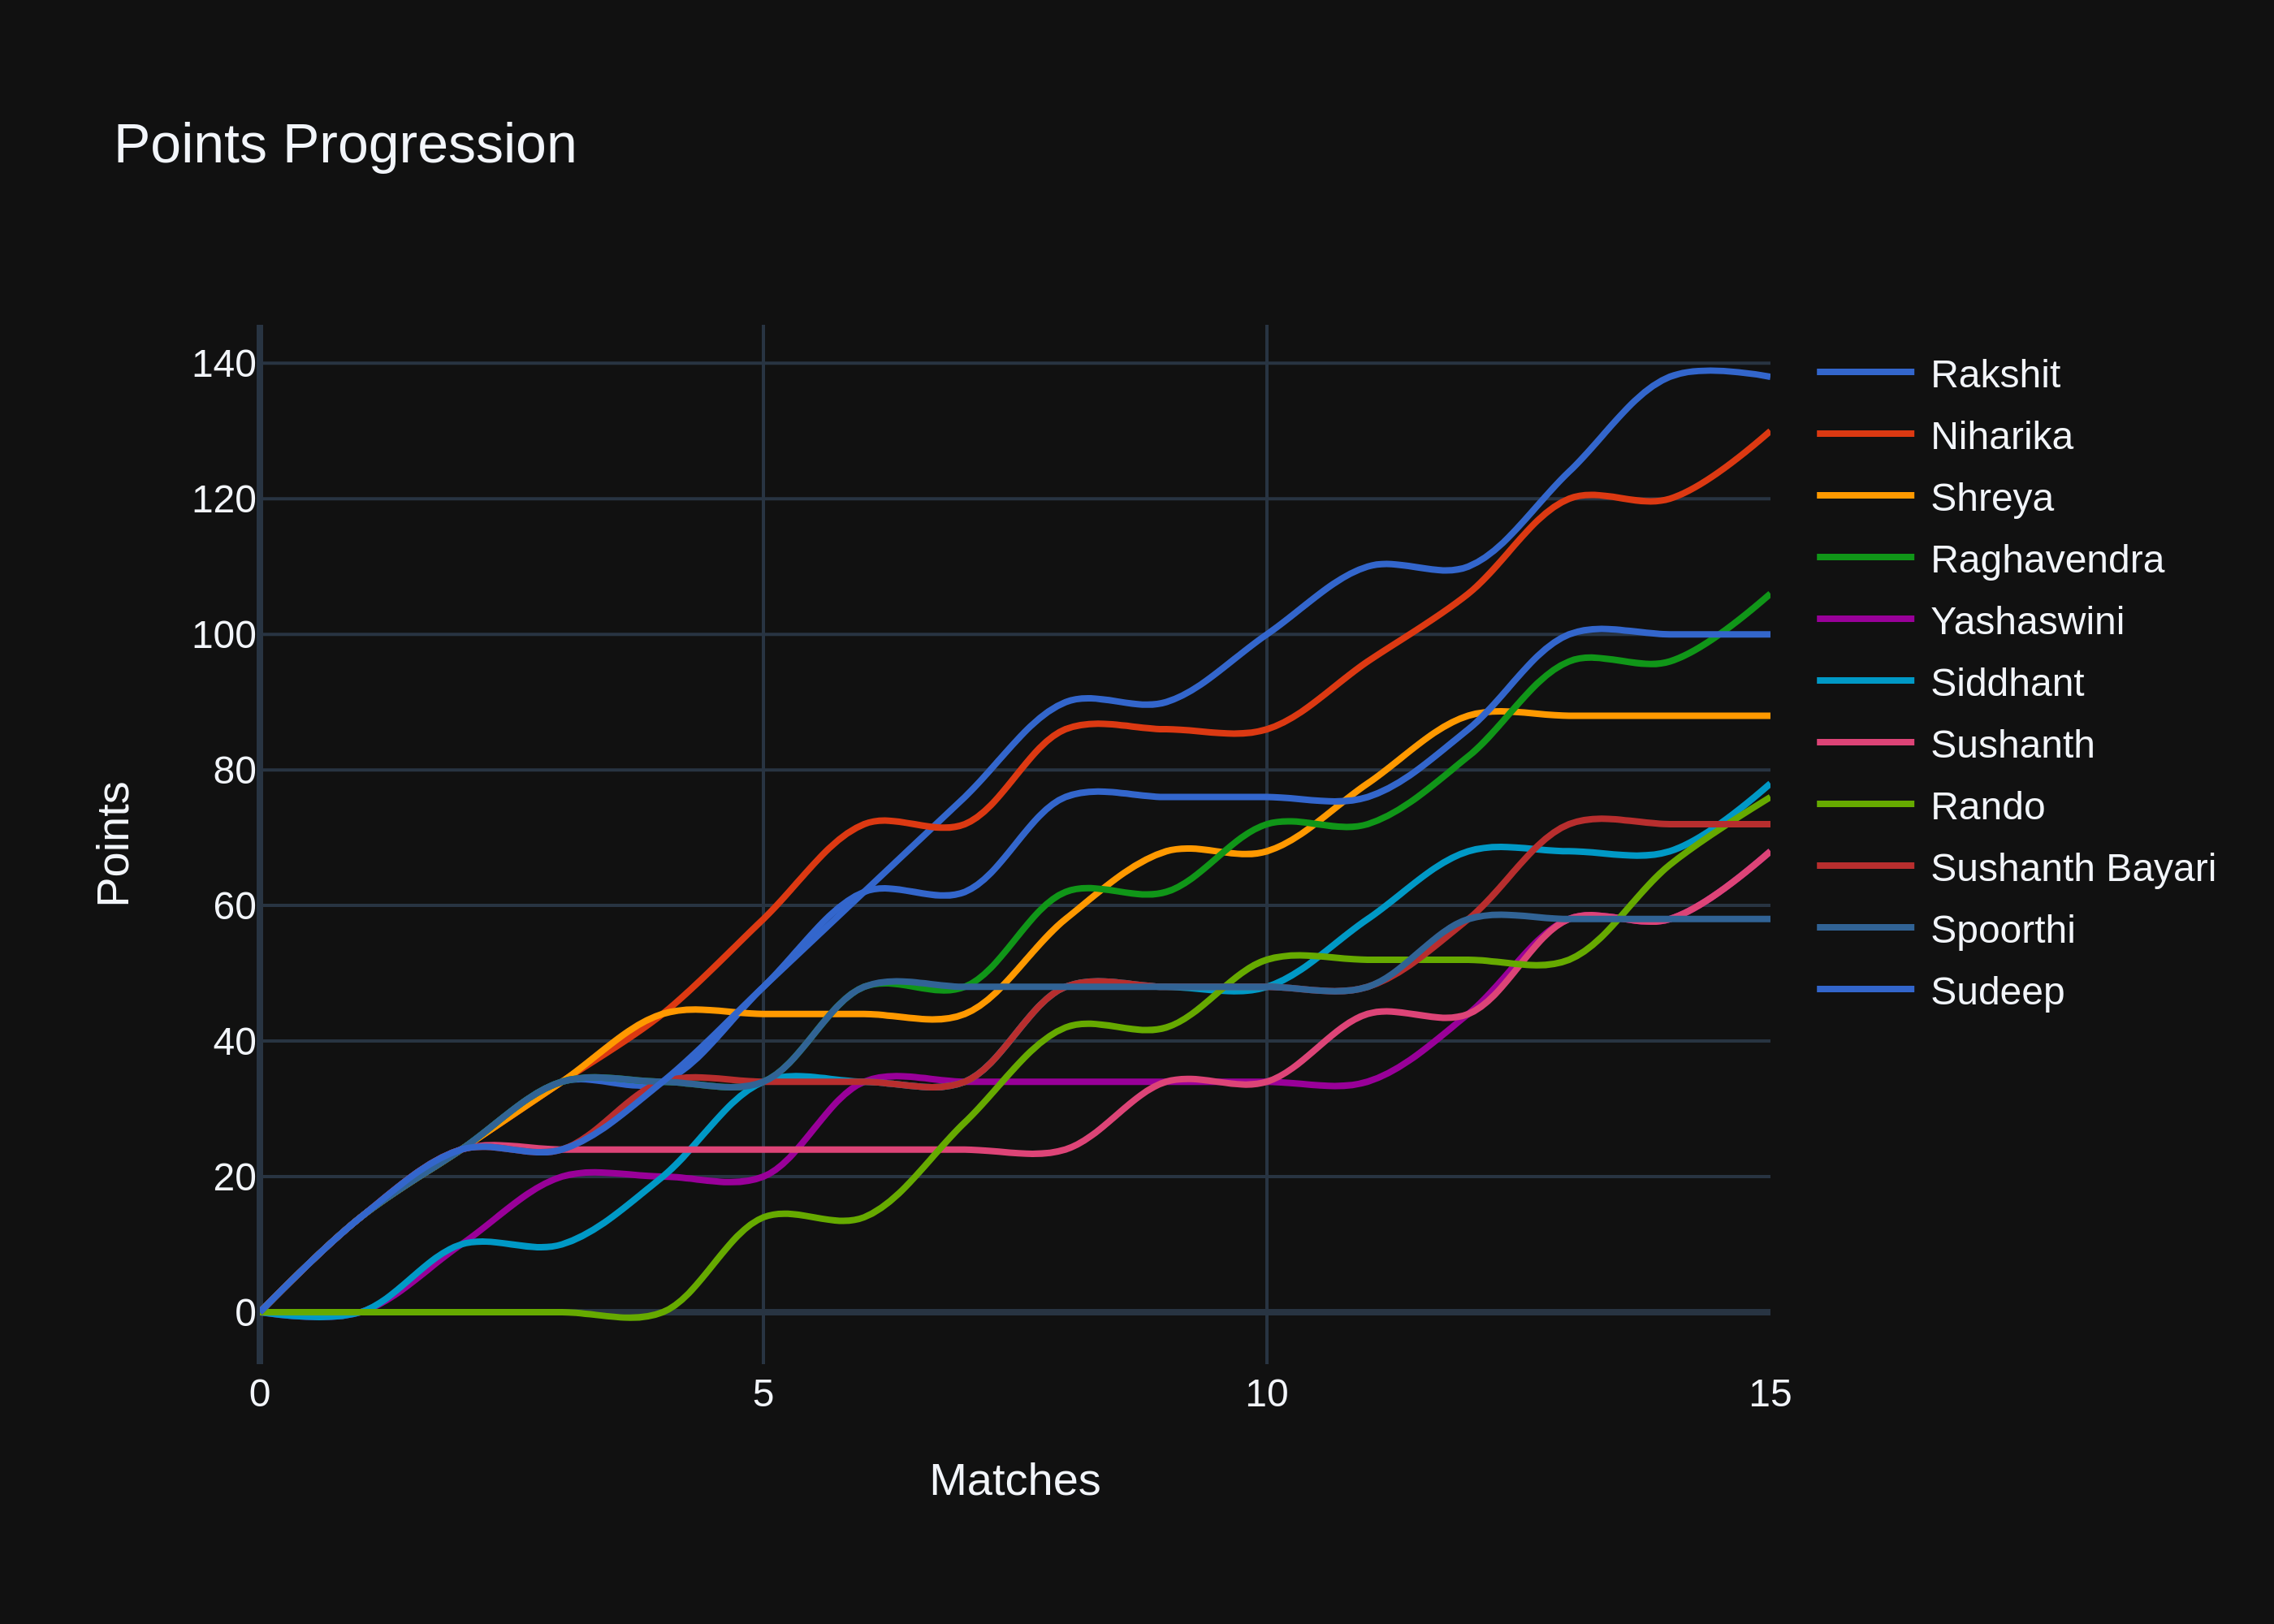 Points Progression
140
120
100
80
60
40
20
0
Points
0
5
10
15
Matches
Rakshit
Niharika
Shreya
Raghavendra
Yashaswini
Siddhant
Sushanth
Rando
Sushanth Bayari
Spoorthi
Sudeep